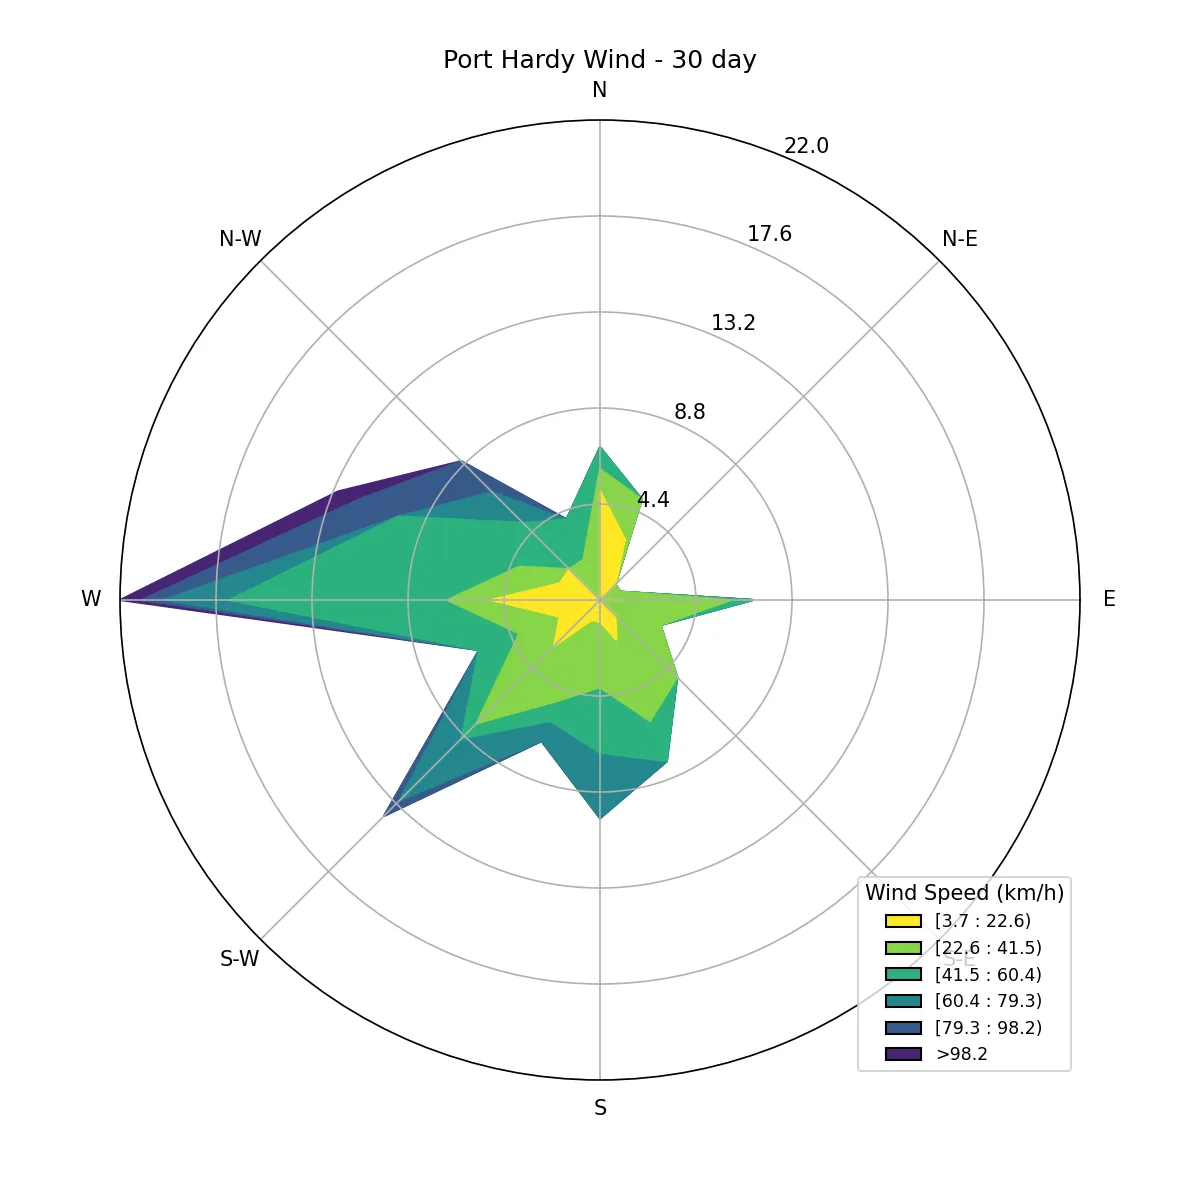 Port Hardy Wind - 30 day
N
22.0
N-W
N-E
17.6
13.2
8.8
4.4
W
E
S-W
S-E
S
Wind Speed (km/h)
[3.7 : 22.6)
[22.6 : 41.5)
[41.5 : 60.4)
[60.4 : 79.3)
[79.3 : 98.2)
>98.2